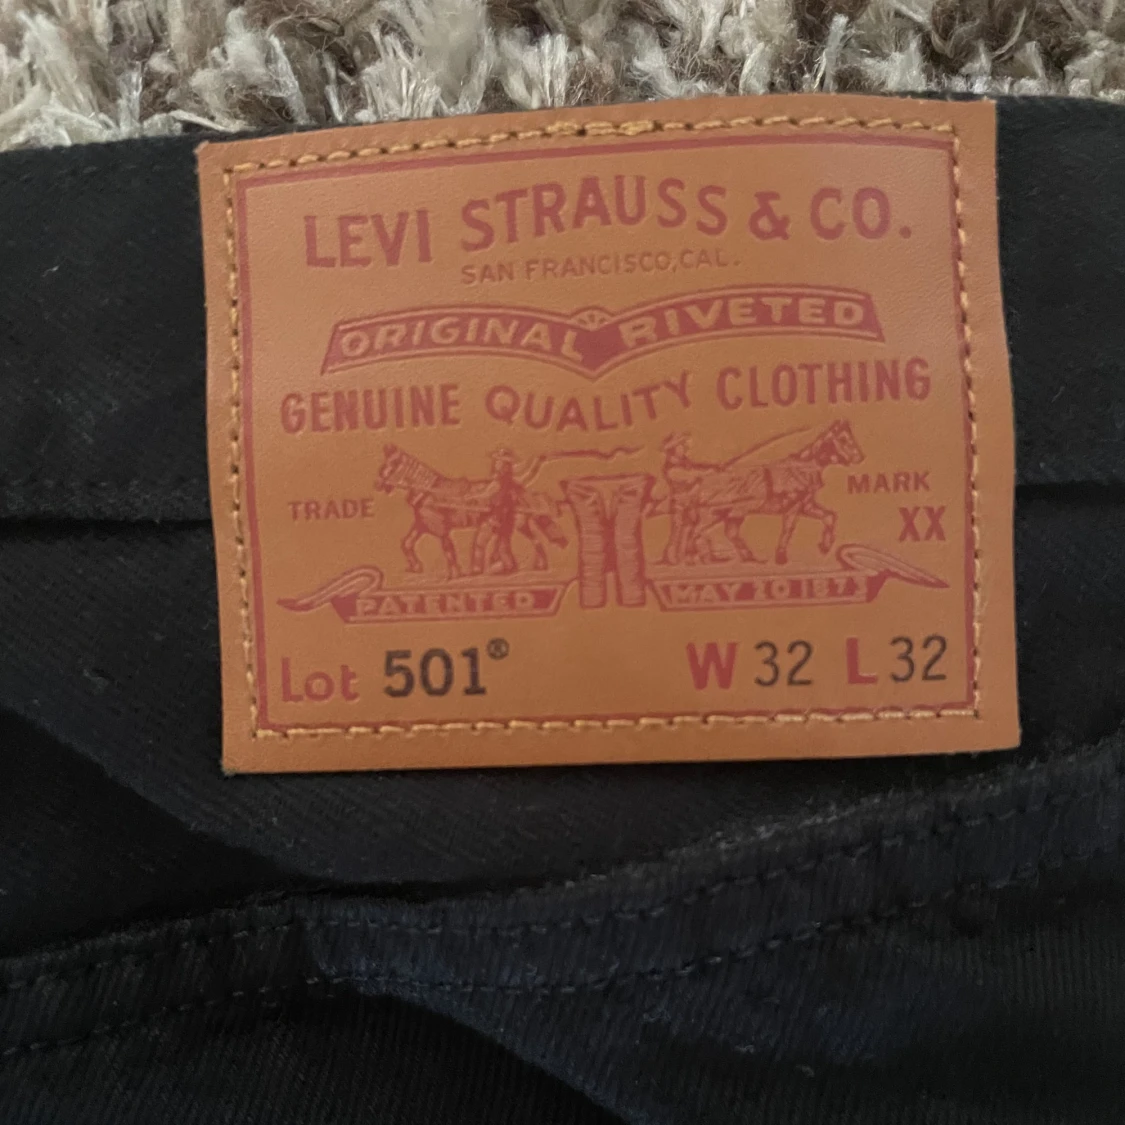 LEVI STRAUSS & CO.
SAN FRANCISCO, CAL.
ORIGINAL RIVETED
GENUINE QUALITY CLOTHING
TRADE MARK
XX
PATENTED MAY 20 1873
Lot 501® W 32 L 32